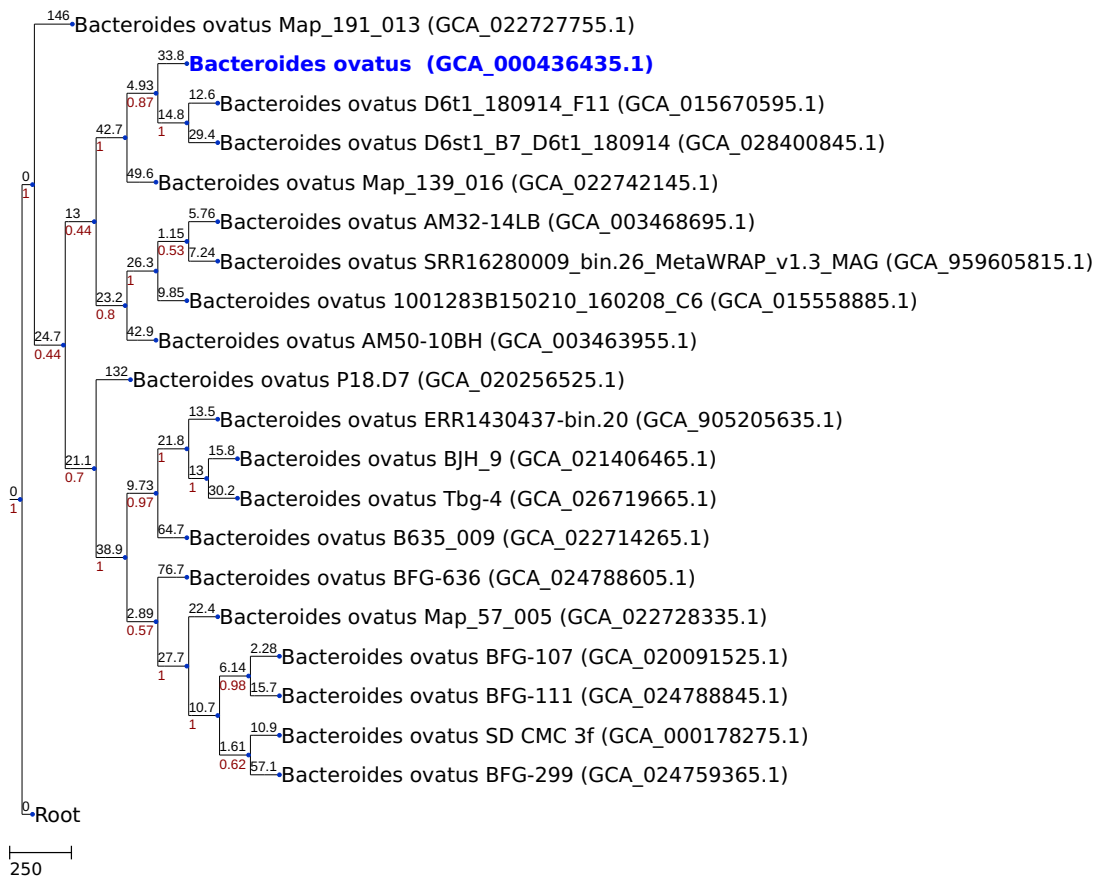 146 Bacteroides ovatus Map_191_013 (GCA_022727755.1)
33.8 Bacteroides ovatus (GCA_000436435.1)
4.93
0.87
12.6 Bacteroides ovatus D6t1_180914_F11 (GCA_015670595.1)
14.8
1
42.7
1
29.4 Bacteroides ovatus D6st1_B7_D6t1_180914 (GCA_028400845.1)
0
1
49.6 Bacteroides ovatus Map_139_016 (GCA_022742145.1)
13
0.44
5.76 Bacteroides ovatus AM32-14LB (GCA_003468695.1)
1.15
0.53
7.24 Bacteroides ovatus SRR16280009_bin.26_MetaWRAP_v1.3_MAG (GCA_959605815.1)
26.3
1
9.85 Bacteroides ovatus 1001283B150210_160208_C6 (GCA_015558885.1)
23.2
0.8
42.9 Bacteroides ovatus AM50-10BH (GCA_003463955.1)
24.7
0.44
132 Bacteroides ovatus P18.D7 (GCA_020256525.1)
13.5 Bacteroides ovatus ERR1430437-bin.20 (GCA_905205635.1)
21.8
1
15.8 Bacteroides ovatus BJH_9 (GCA_021406465.1)
21.1
0.7
13
1
30.2 Bacteroides ovatus Tbg-4 (GCA_026719665.1)
0
1
9.73
0.97
64.7 Bacteroides ovatus B635_009 (GCA_022714265.1)
38.9
1
76.7 Bacteroides ovatus BFG-636 (GCA_024788605.1)
2.89
0.57
22.4 Bacteroides ovatus Map_57_005 (GCA_022728335.1)
27.7
1
2.28 Bacteroides ovatus BFG-107 (GCA_020091525.1)
6.14
0.98
15.7 Bacteroides ovatus BFG-111 (GCA_024788845.1)
10.7
1
10.9 Bacteroides ovatus SD CMC 3f (GCA_000178275.1)
1.61
0.62
57.1 Bacteroides ovatus BFG-299 (GCA_024759365.1)
0 Root
250